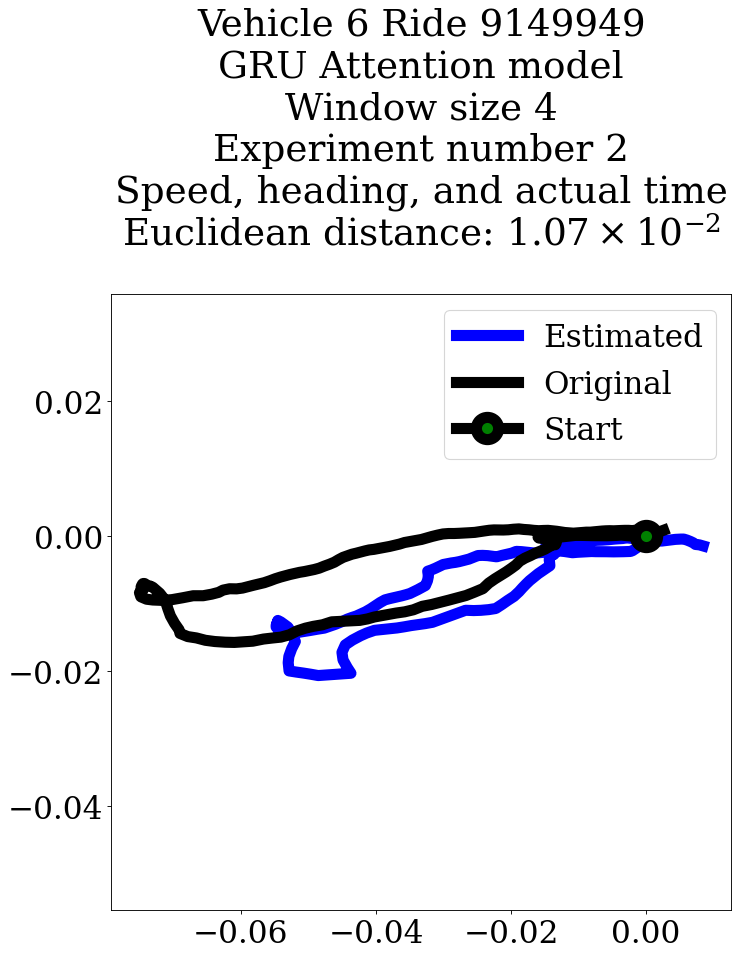 Vehicle 6 Ride 9149949
GRU Attention model
Window size 4
Experiment number 2
Speed, heading, and actual time
Euclidean distance: 1.07 × 10⁻²
Estimated
Original
Start
0.02
0.00
−0.02
−0.04
−0.06 −0.04 −0.02 0.00